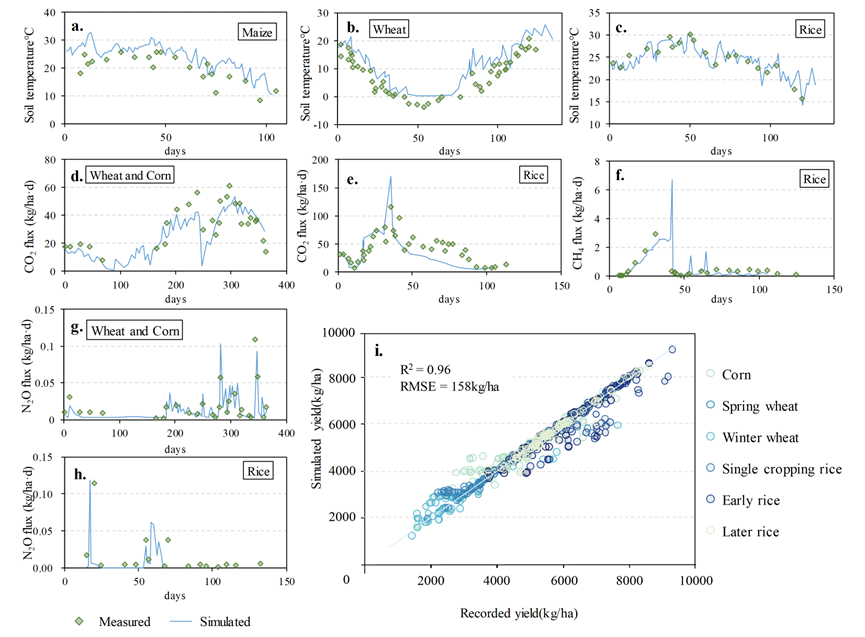 a.
Maize
Soil temperature°C
40
30
20
10
0
0
50
100
days
b.
Wheat
Soil temperature°C
30
20
10
0
-10
0
50
100
days
c.
Rice
Soil temperature°C
35
30
25
20
15
10
0
50
100
150
days
d.
Wheat and Corn
CO2 flux (kg/ha·d)
80
60
40
20
0
0
100
200
300
400
days
e.
Rice
CO2 flux (kg/ha·d)
200
150
100
50
0
0
50
100
150
days
f.
Rice
CH4 flux (kg/ha·d)
8
6
4
2
0
0
50
100
150
days
g.
Wheat and Corn
N2O flux (kg/ha·d)
0.15
0.1
0.05
0
0
100
200
300
400
days
h.
Rice
N2O flux (kg/ha·d)
0.15
0.10
0.05
0.00
0
50
100
150
days
Measured
Simulated
i.
R2 = 0.96
RMSE = 158kg/ha
Simulated yield(kg/ha)
10000
8000
6000
4000
2000
0
2000
4000
6000
8000
10000
Recorded yield(kg/ha)
Corn
Spring wheat
Winter wheat
Single cropping rice
Early rice
Later rice